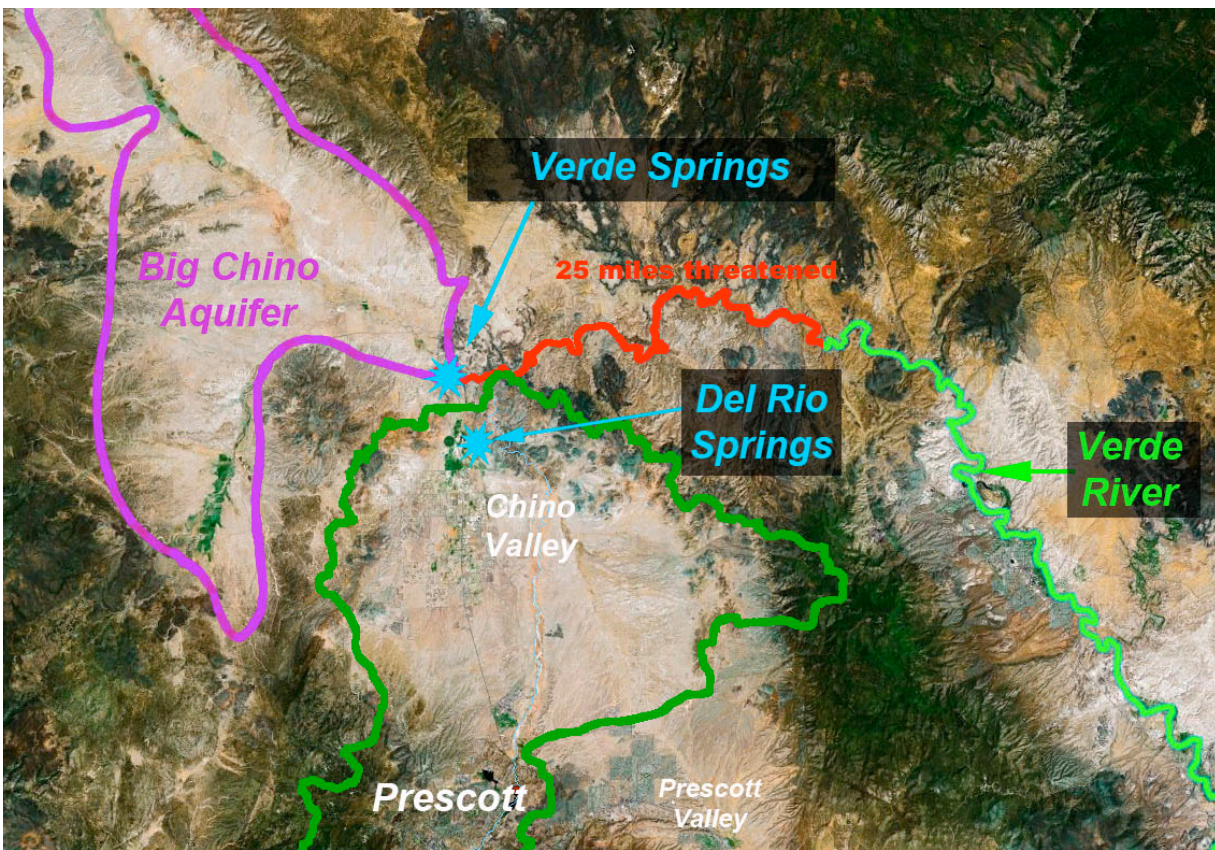 Verde Springs
Big Chino
Aquifer
25 miles threatened
Del Rio
Springs
Verde
River
Chino
Valley
Prescott
Prescott
Valley